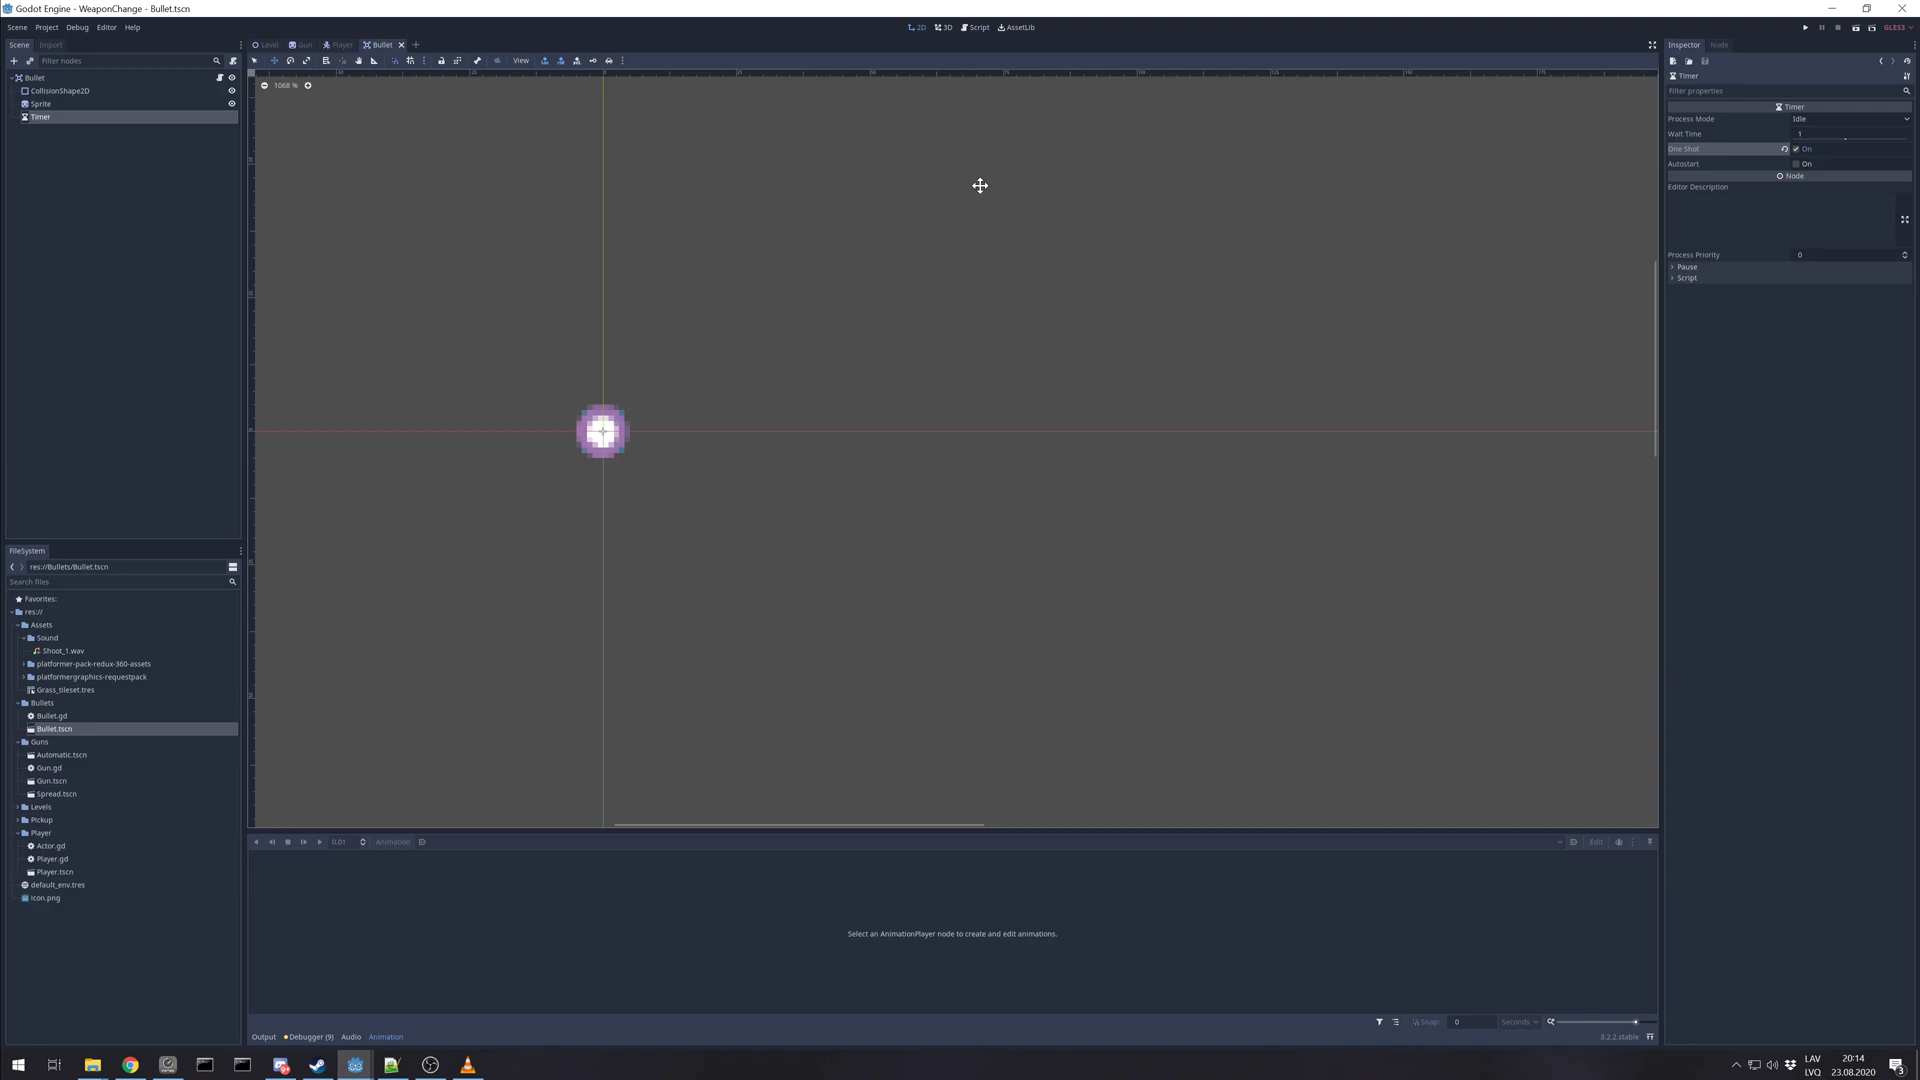 Godot Engine - WeaponChange - Bullet.tscn
Scene Project Debug Editor Help
2D 3D Script AssetLib
GLES3
Scene Import
Filter nodes
Bullet
CollisionShape2D
Sprite
Timer
Level Gun Player Bullet
View
1068 %
FileSystem
res://Bullets/Bullet.tscn
Search files
Favorites:
res://
Assets
Sound
Shoot_1.wav
platformer-pack-redux-360-assets
platformergraphics-requestpack
Grass_tileset.tres
Bullets
Bullet.gd
Bullet.tscn
Guns
Automatic.tscn
Gun.gd
Gun.tscn
Spread.tscn
Levels
Pickup
Player
Actor.gd
Player.gd
Player.tscn
default_env.tres
icon.png
0.01 Animation
Edit
Select an AnimationPlayer node to create and edit animations.
Snap: 0 Seconds
Output Debugger (9) Audio Animation
3.2.2.stable
Inspector Node
Timer
Filter properties
Timer
Process Mode Idle
Wait Time 1
One Shot On
Autostart On
Node
Editor Description
Process Priority 0
Pause
Script
LAV
LVQ
20:14
23.08.2020